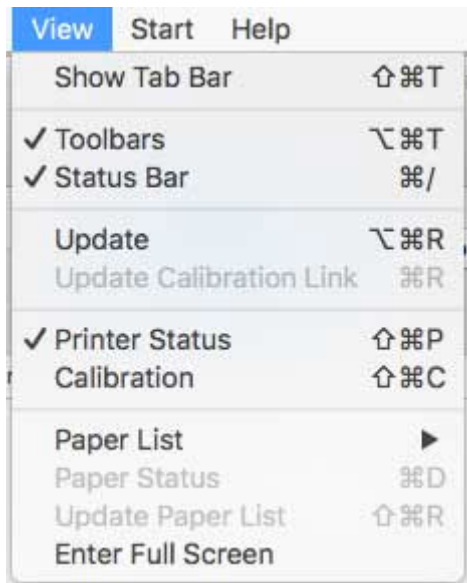 View Start Help
Show Tab Bar ⇧⌘T
✓ Toolbars ⌥⌘T
✓ Status Bar ⌘/
Update ⌥⌘R
Update Calibration Link ⌘R
✓ Printer Status ⇧⌘P
Calibration ⇧⌘C
Paper List ▶
Paper Status ⌘D
Update Paper List ⇧⌘R
Enter Full Screen